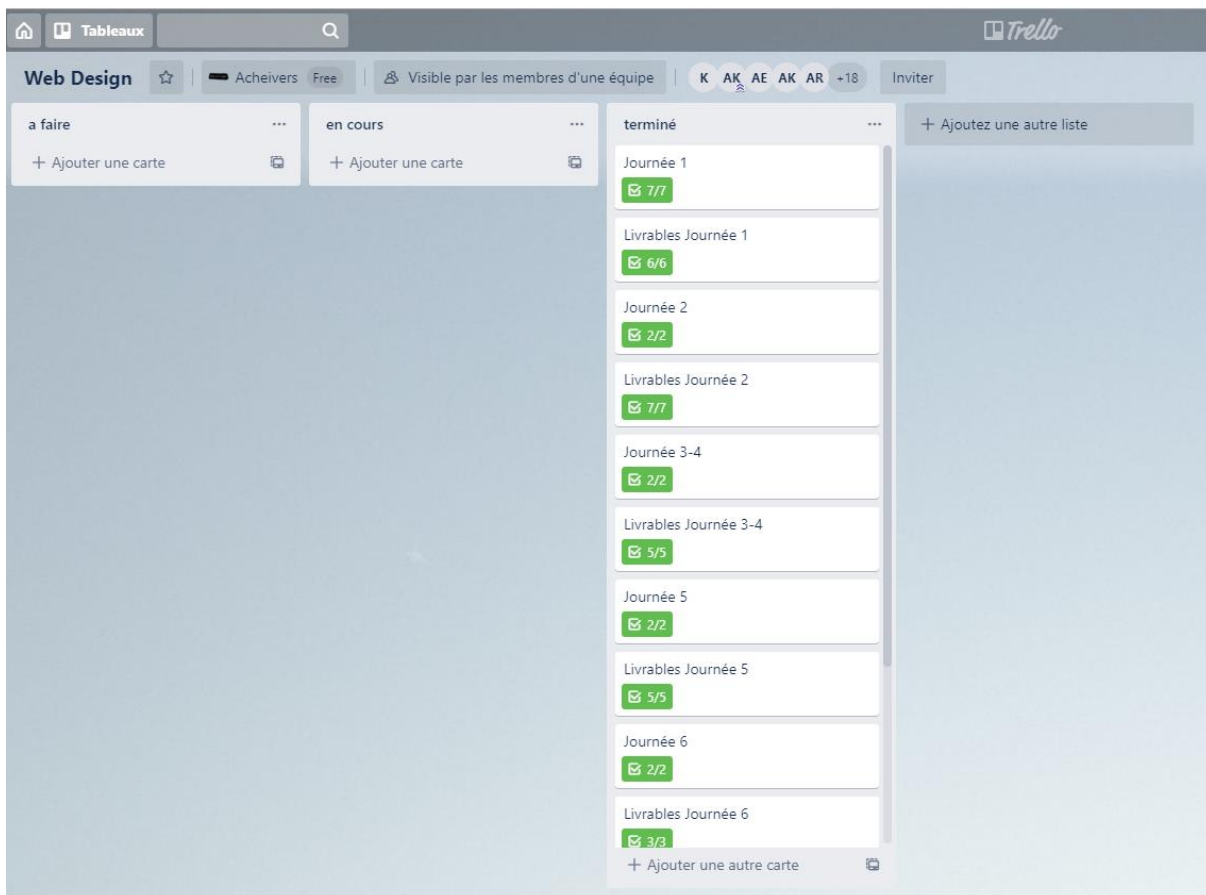 Tableaux
Trello
Web Design
Acheivers Free
Visible par les membres d'une équipe
K AK AE AK AR +18
Inviter
a faire
+ Ajouter une carte
en cours
+ Ajouter une carte
terminé
Journée 1
7/7
Livrables Journée 1
6/6
Journée 2
2/2
Livrables Journée 2
7/7
Journée 3-4
2/2
Livrables Journée 3-4
5/5
Journée 5
2/2
Livrables Journée 5
5/5
Journée 6
2/2
Livrables Journée 6
3/3
+ Ajouter une autre carte
+ Ajoutez une autre liste